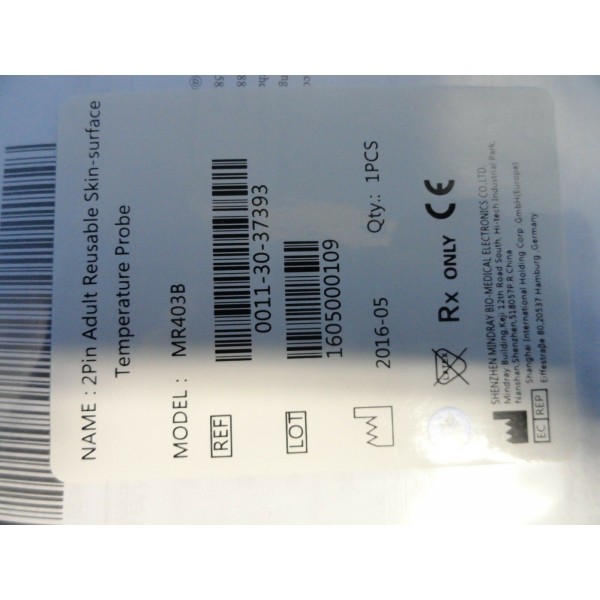 NAME : 2Pin Adult Reusable Skin-surface
Temperature Probe
MODEL : MR403B
REF
0011-30-37393
LOT
1605000109
2016-05 Qty.: 1PCS
LATEX Rx ONLY CE
SHENZHEN MINDRAY BIO-MEDICAL ELECTRONICS CO.,LTD.
Mindray Building,Keji 12th Road South, Hi-tech Industrial Park,
Nanshan,Shenzhen,518057P.R.China
EC REP Shanghai International Holding Corp. GmbH(Europe)
Eiffestraße 80,20537 Hamburg ,Germany